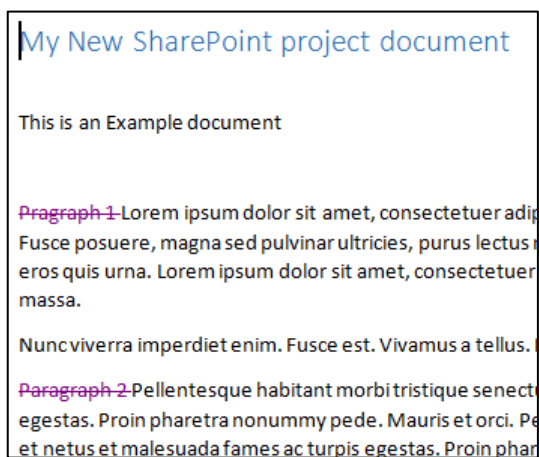 My New SharePoint project document
This is an Example document
Pragraph 1 Lorem ipsum dolor sit amet, consectetuer
Fusce posuere, magna sed pulvinar ultricies, purus lectus
eros quis urna. Lorem ipsum dolor sit amet, consectetuer
massa.
Nunc viverra imperdiet enim. Fusce est. Vivamus a tellus.
Paragraph 2 Pellentesque habitant morbi tristique
egestas. Proin pharetra nonummy pede. Mauris et orci.
et netus et malesuada fames ac turpis egestas. Proin